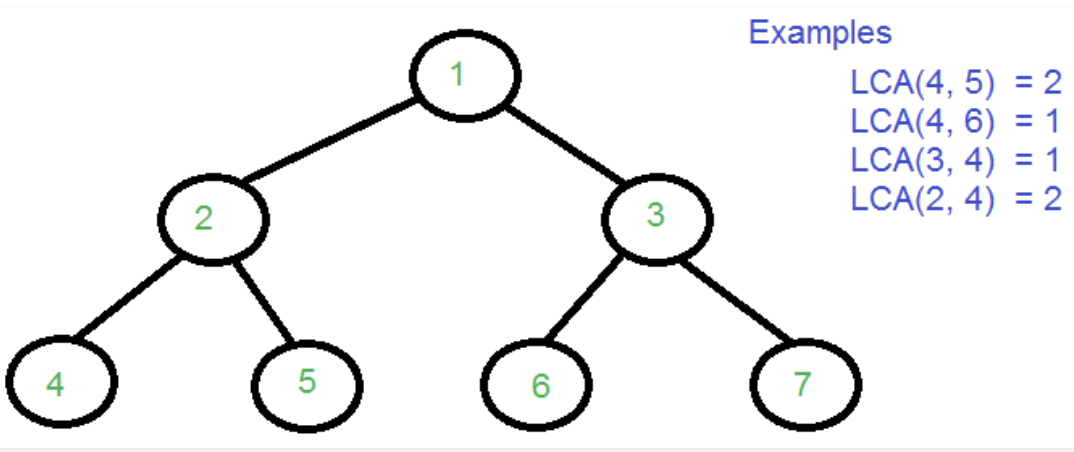 Examples
1
LCA(4, 5) = 2
LCA(4, 6) = 1
LCA(3, 4) = 1
LCA(2, 4) = 2
2
3
4
5
6
7